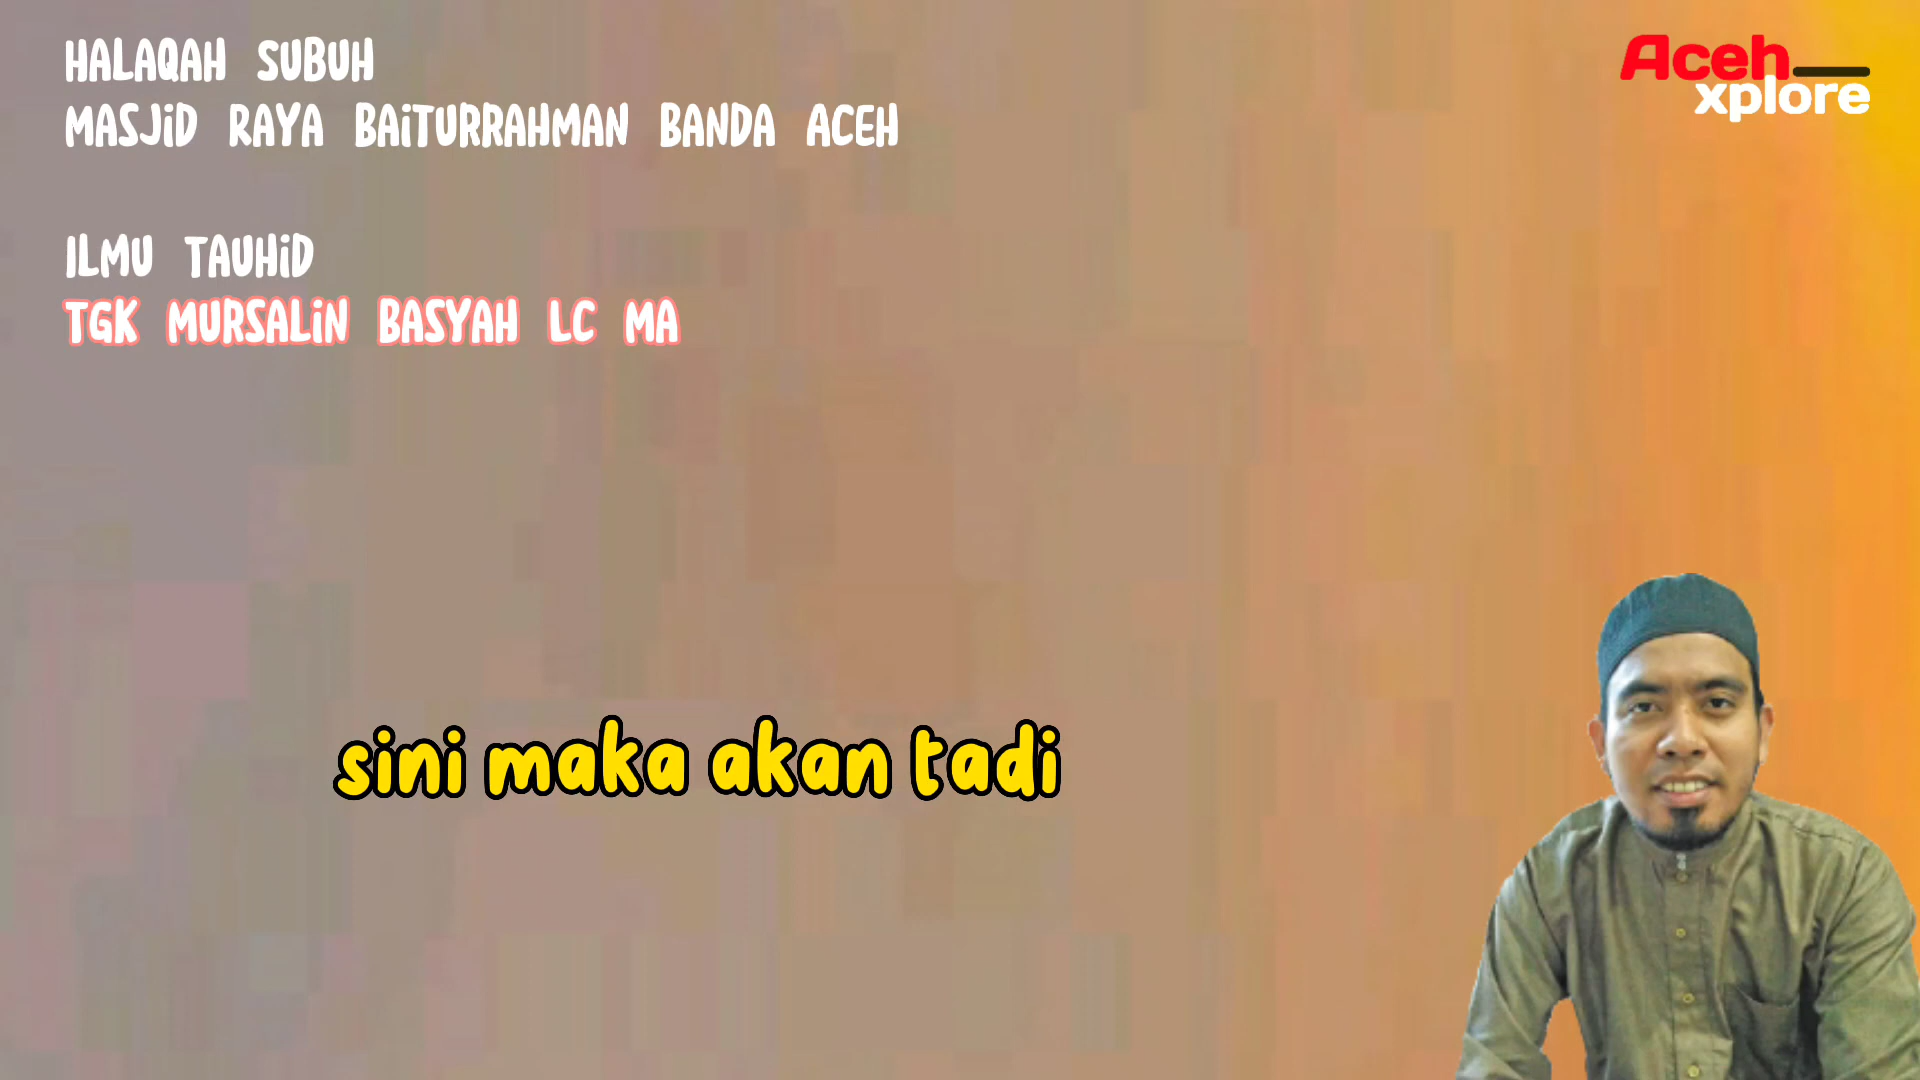 HALAQAH SUBUH
MASJID RAYA BAITURRAHMAN BANDA ACEH
ILMU TAUHID
TGK MURSALIN BASYAH LC MA
Aceh
xplore
sini maka akan tadi